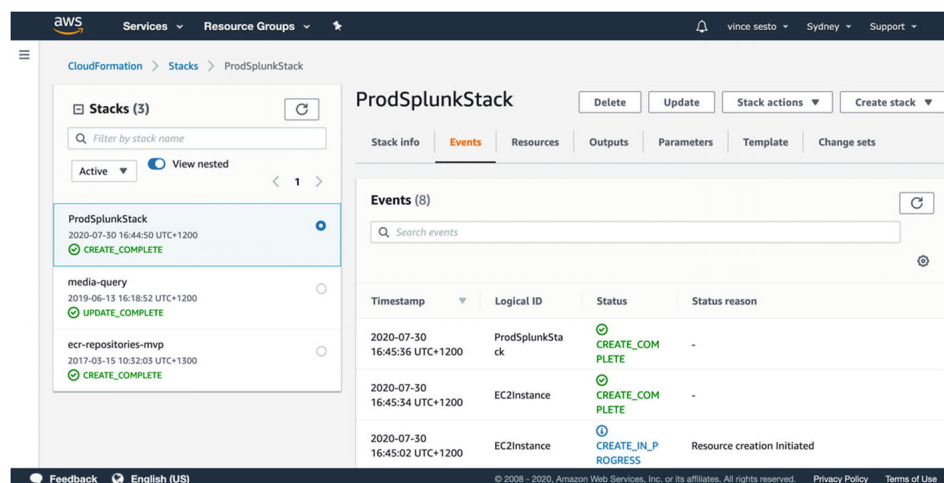 aws Services Resource Groups vince sesto Sydney Support
CloudFormation > Stacks > ProdSplunkStack
Stacks (3)
Filter by stack name
Active View nested
< 1 >
ProdSplunkStack
2020-07-30 16:44:50 UTC+1200
CREATE_COMPLETE
media-query
2019-06-13 16:18:52 UTC+1200
UPDATE_COMPLETE
ecr-repositories-mvp
2017-03-15 10:32:03 UTC+1300
CREATE_COMPLETE
ProdSplunkStack
Delete Update Stack actions Create stack
Stack info Events Resources Outputs Parameters Template Change sets
Events (8)
Search events
Timestamp Logical ID Status Status reason
2020-07-30
16:45:36 UTC+1200
ProdSplunkSta
ck
CREATE_COM
PLETE
-
2020-07-30
16:45:34 UTC+1200
EC2Instance
CREATE_COM
PLETE
-
2020-07-30
16:45:02 UTC+1200
EC2Instance
CREATE_IN_P
ROGRESS
Resource creation Initiated
Feedback English (US) © 2008 - 2020, Amazon Web Services, Inc. or its affiliates. All rights reserved. Privacy Policy Terms of Use